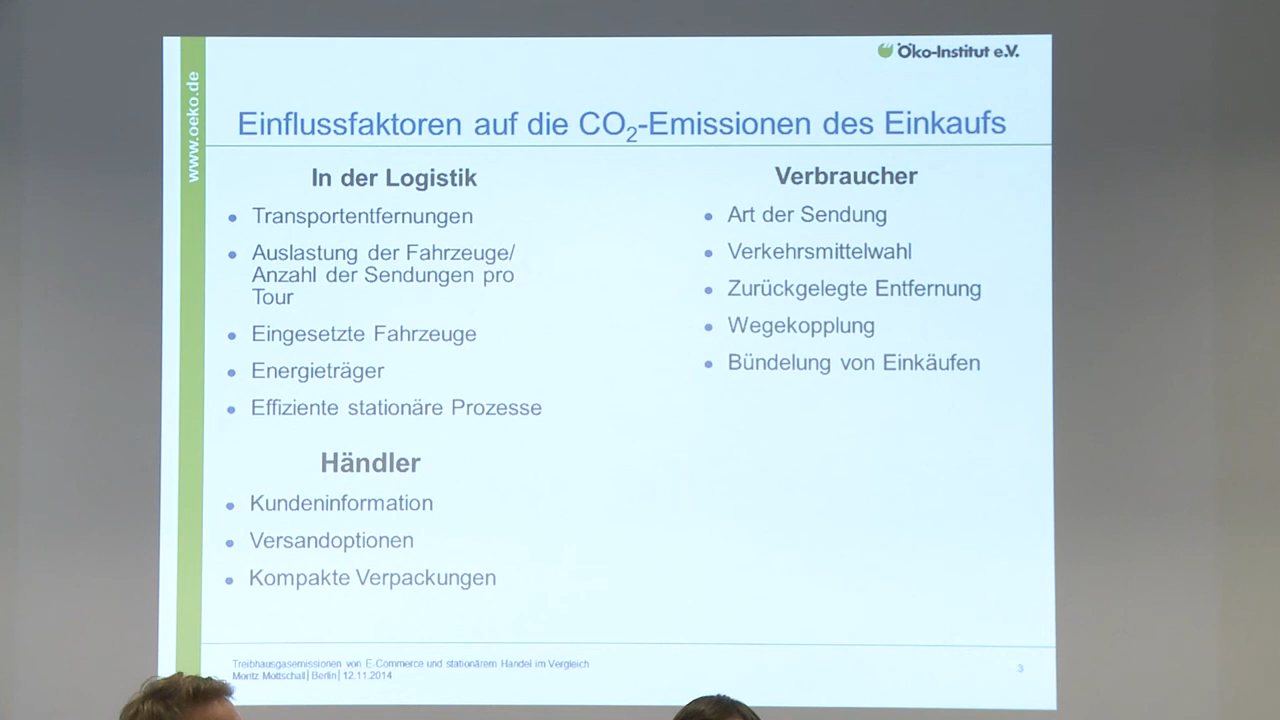 Öko-Institut e.V.
www.oeko.de
Einflussfaktoren auf die CO₂-Emissionen des Einkaufs
In der Logistik
• Transportentfernungen
• Auslastung der Fahrzeuge/
Anzahl der Sendungen pro
Tour
• Eingesetzte Fahrzeuge
• Energieträger
• Effiziente stationäre Prozesse
Händler
• Kundeninformation
• Versandoptionen
• Kompakte Verpackungen
Verbraucher
• Art der Sendung
• Verkehrsmittelwahl
• Zurückgelegte Entfernung
• Wegekopplung
• Bündelung von Einkäufen
Treibhausgasemissionen von E-Commerce und stationärem Handel im Vergleich
Moritz Mottschall | Berlin | 12.11.2014
3